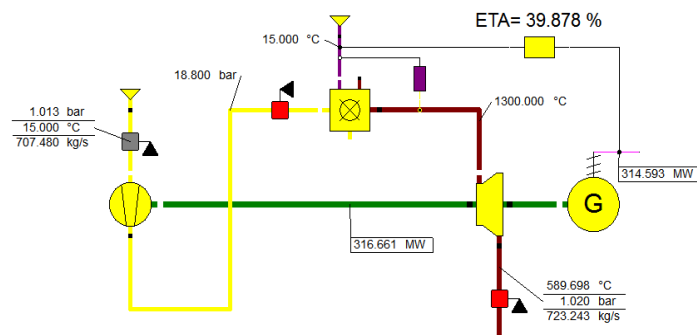 ETA= 39.878 %
15.000 °C
18.800 bar
1.013 bar
15.000 °C
707.480 kg/s
1300.000 °C
314.593 MW
G
316.661 MW
589.698 °C
1.020 bar
723.243 kg/s